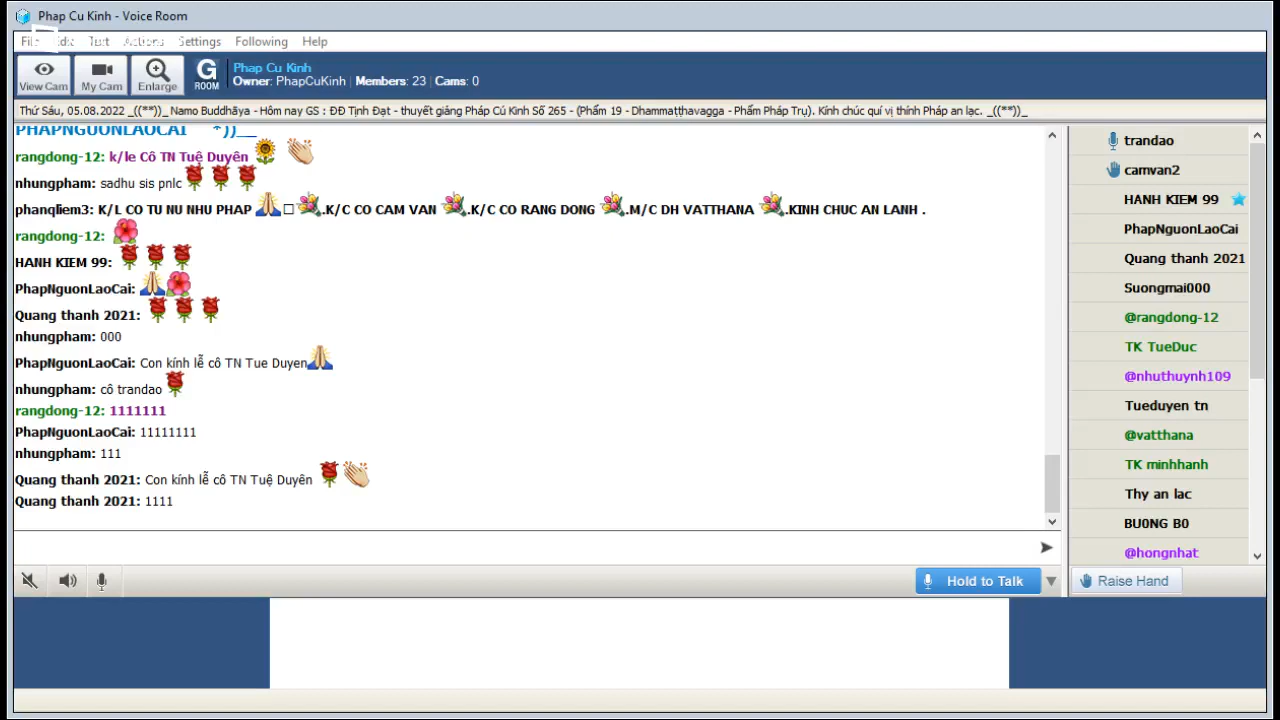 Phap Cu Kinh - Voice Room
Text Actions Settings Following Help
View Cam My Cam Enlarge G ROOM Phap Cu Kinh
Owner: PhapCuKinh Members: 23 Cams: 0
Thứ Sáu, 05.08.2022 _((**))_ Namo Buddhāya - Hôm nay GS : ĐĐ Tịnh Đạt - thuyết giảng Pháp Cú Kinh Số 265 - (Phẩm 19 - Dhammaṭṭhavagga - Phẩm Pháp Trụ). Kính chúc quí vị thính Pháp an lạc. _((**))_
PHAPNGUONLAOCAI *))__
rangdong-12: k/le Cô TN Tuệ Duyên
nhungpham: sadhu sis pnlc
phanqliem3: K/L CO TU NU NHU PHAP .K/C CO CAM VAN .K/C CO RANG DONG .M/C DH VATTHANA .KINH CHUC AN LANH .
rangdong-12:
HANH KIEM 99:
PhapNguonLaoCai:
Quang thanh 2021:
nhungpham: 000
PhapNguonLaoCai: Con kính lễ cô TN Tue Duyen
nhungpham: cô trandao
rangdong-12: 1111111
PhapNguonLaoCai: 11111111
nhungpham: 111
Quang thanh 2021: Con kính lễ cô TN Tuệ Duyên
Quang thanh 2021: 1111
Hold to Talk
trandao
camvan2
HANH KIEM 99
PhapNguonLaoCai
Quang thanh 2021
Suongmai000
@rangdong-12
TK TueDuc
@nhuthuynh109
Tueduyen tn
@vatthana
TK minhhanh
Thy an lac
BU0NG B0
@hongnhat
Raise Hand